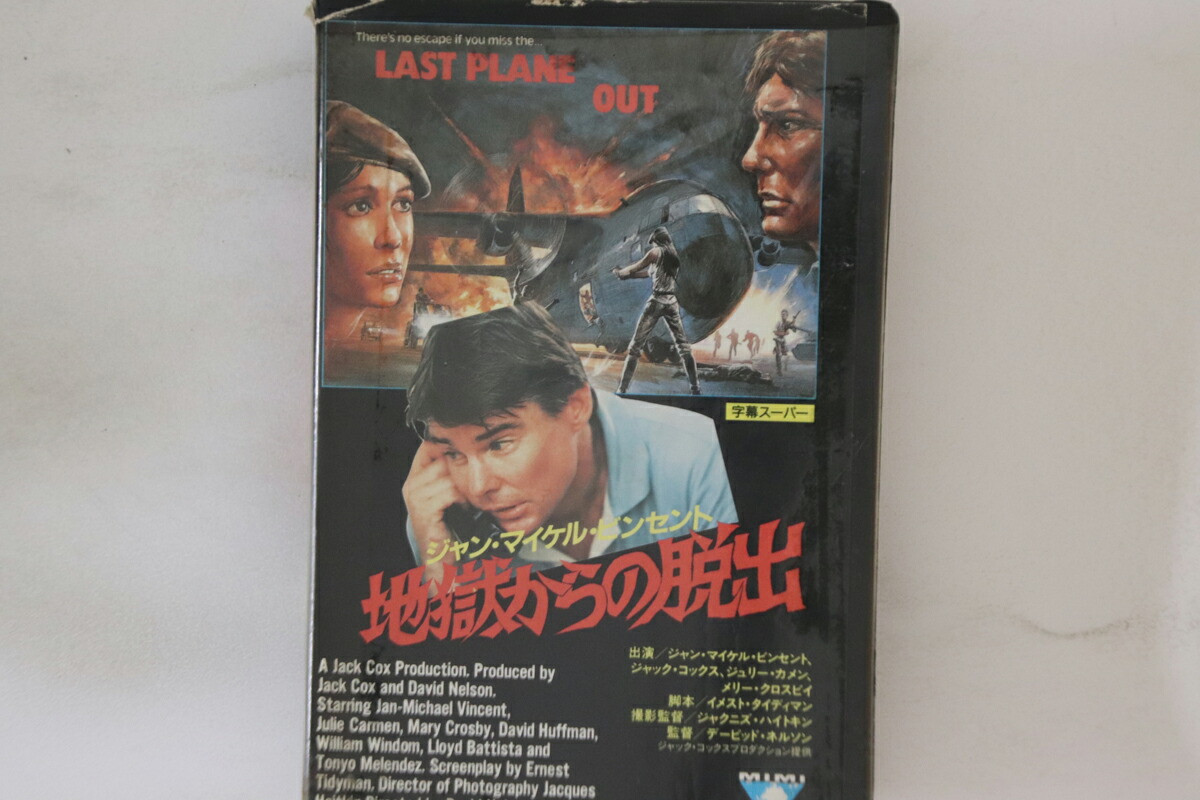 There's no escape if you miss the...
LAST PLANE
OUT
字幕スーパー
ジャン・マイケル・ビンセント
地獄からの脱出
A Jack Cox Production. Produced by
Jack Cox and David Nelson.
Starring Jan-Michael Vincent,
Julie Carmen, Mary Crosby, David Huffman,
William Windom, Lloyd Battista and
Tonyo Melendez. Screenplay by Ernest
Tidyman, Director of Photography Jacques
出演／ジャン・マイケル・ビンセント、
ジャック・コックス、ジュリー・カメン、
メリー・クロスビイ
脚本／イメスト・タイディマン
撮影監督／ジャクニズ・ハイトキン
監督／デービッド・ネルソン
ジャック・コックスプロダクション提供
MiMi